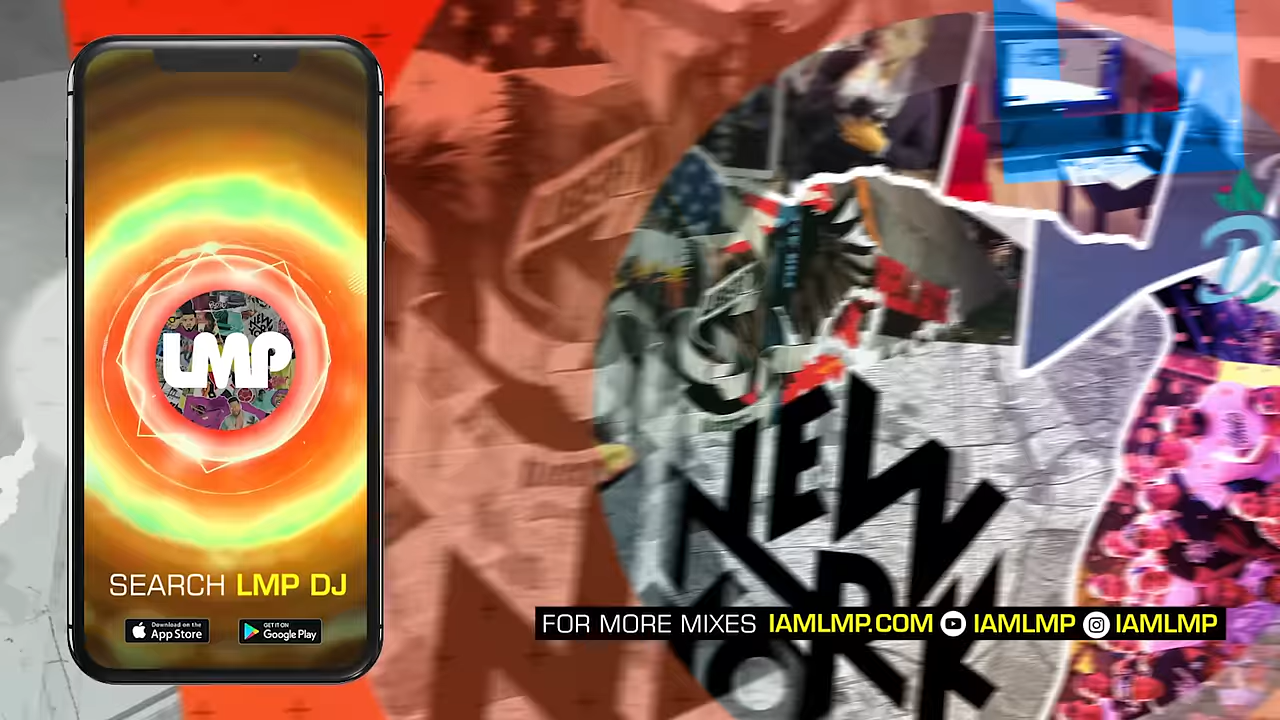 LMP
SEARCH LMP DJ
Download on the
App Store
GET IT ON
Google Play
NEW
YORK
FOR MORE MIXES IAMLMP.COM IAMLMP IAMLMP